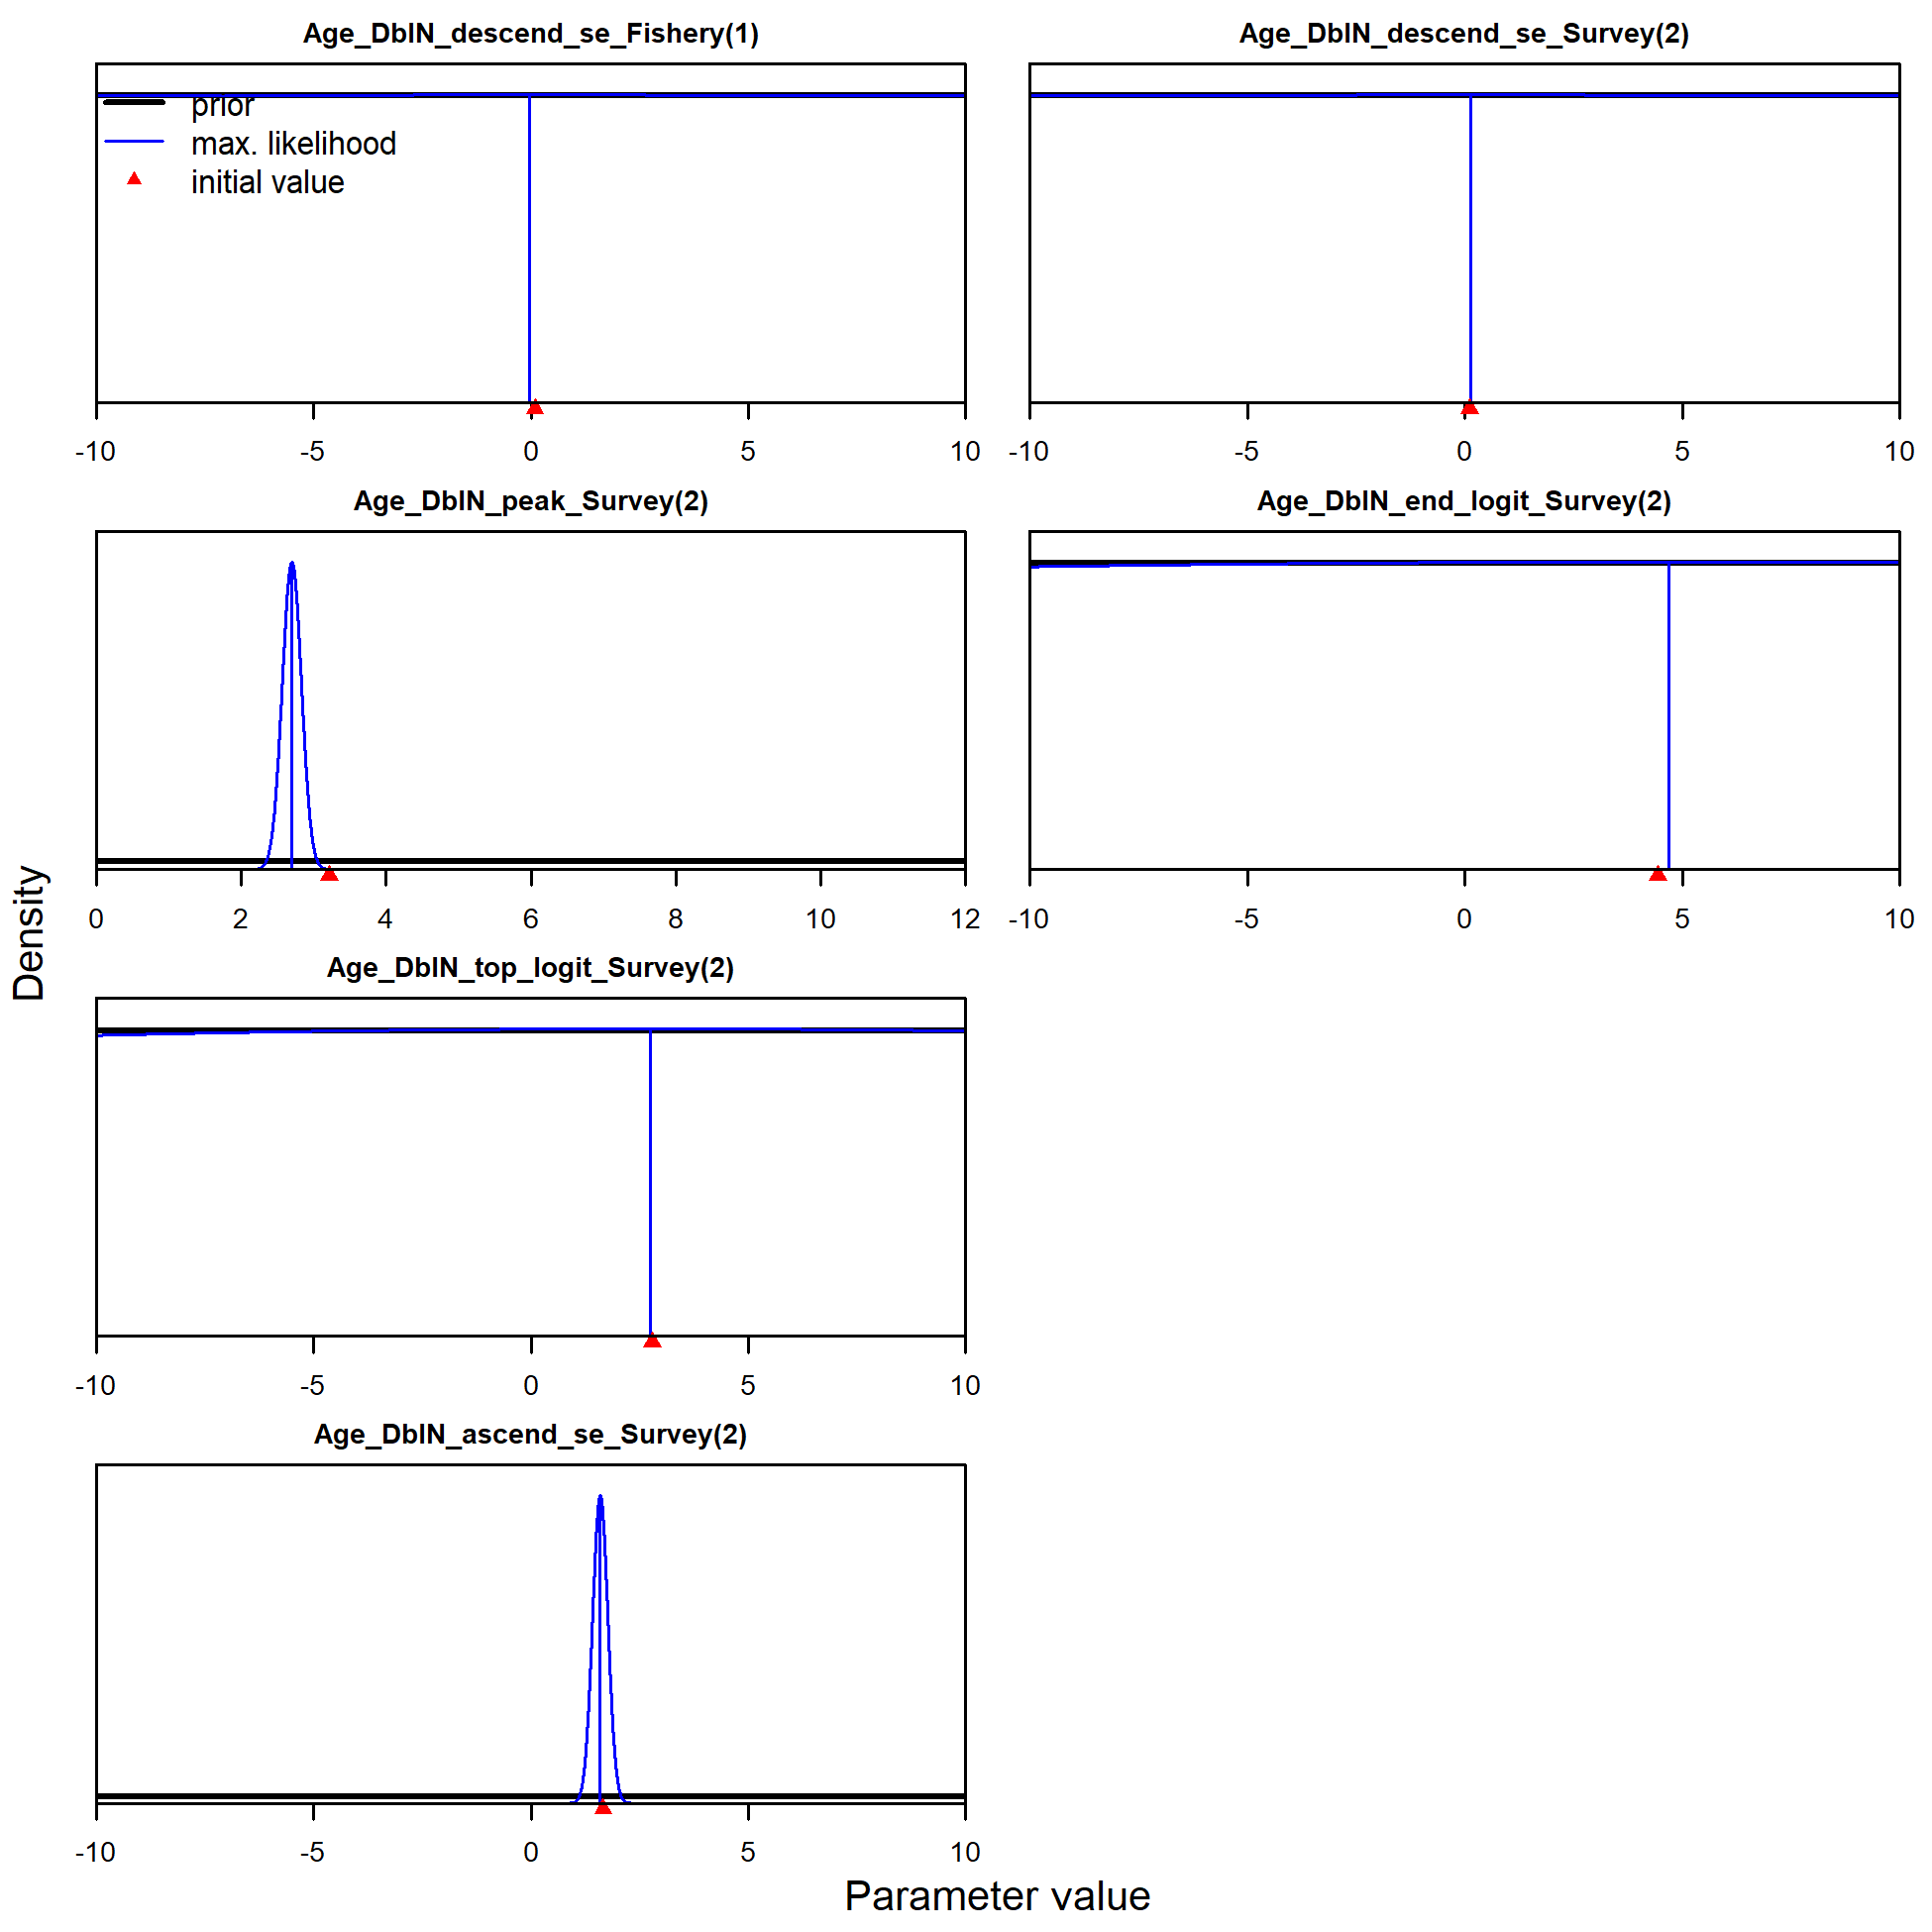 Age_DblN_descend_se_Fishery(1)
prior
max. likelihood
initial value
-10 -5 0 5 10
Age_DblN_descend_se_Survey(2)
-10 -5 0 5 10
Age_DblN_peak_Survey(2)
0 2 4 6 8 10 12
Age_DblN_end_logit_Survey(2)
-10 -5 0 5 10
Age_DblN_top_logit_Survey(2)
-10 -5 0 5 10
Age_DblN_ascend_se_Survey(2)
-10 -5 0 5 10
Density
Parameter value